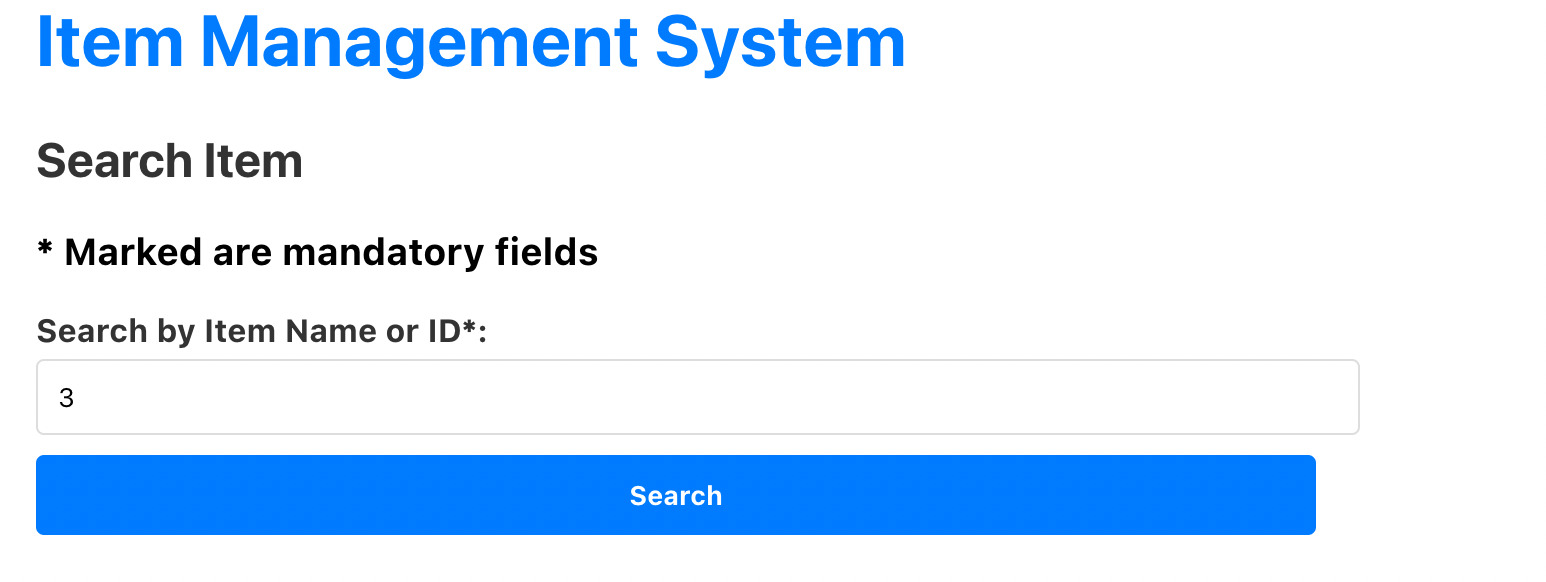 Item Management System
Search Item
* Marked are mandatory fields
Search by Item Name or ID*:
3
Search